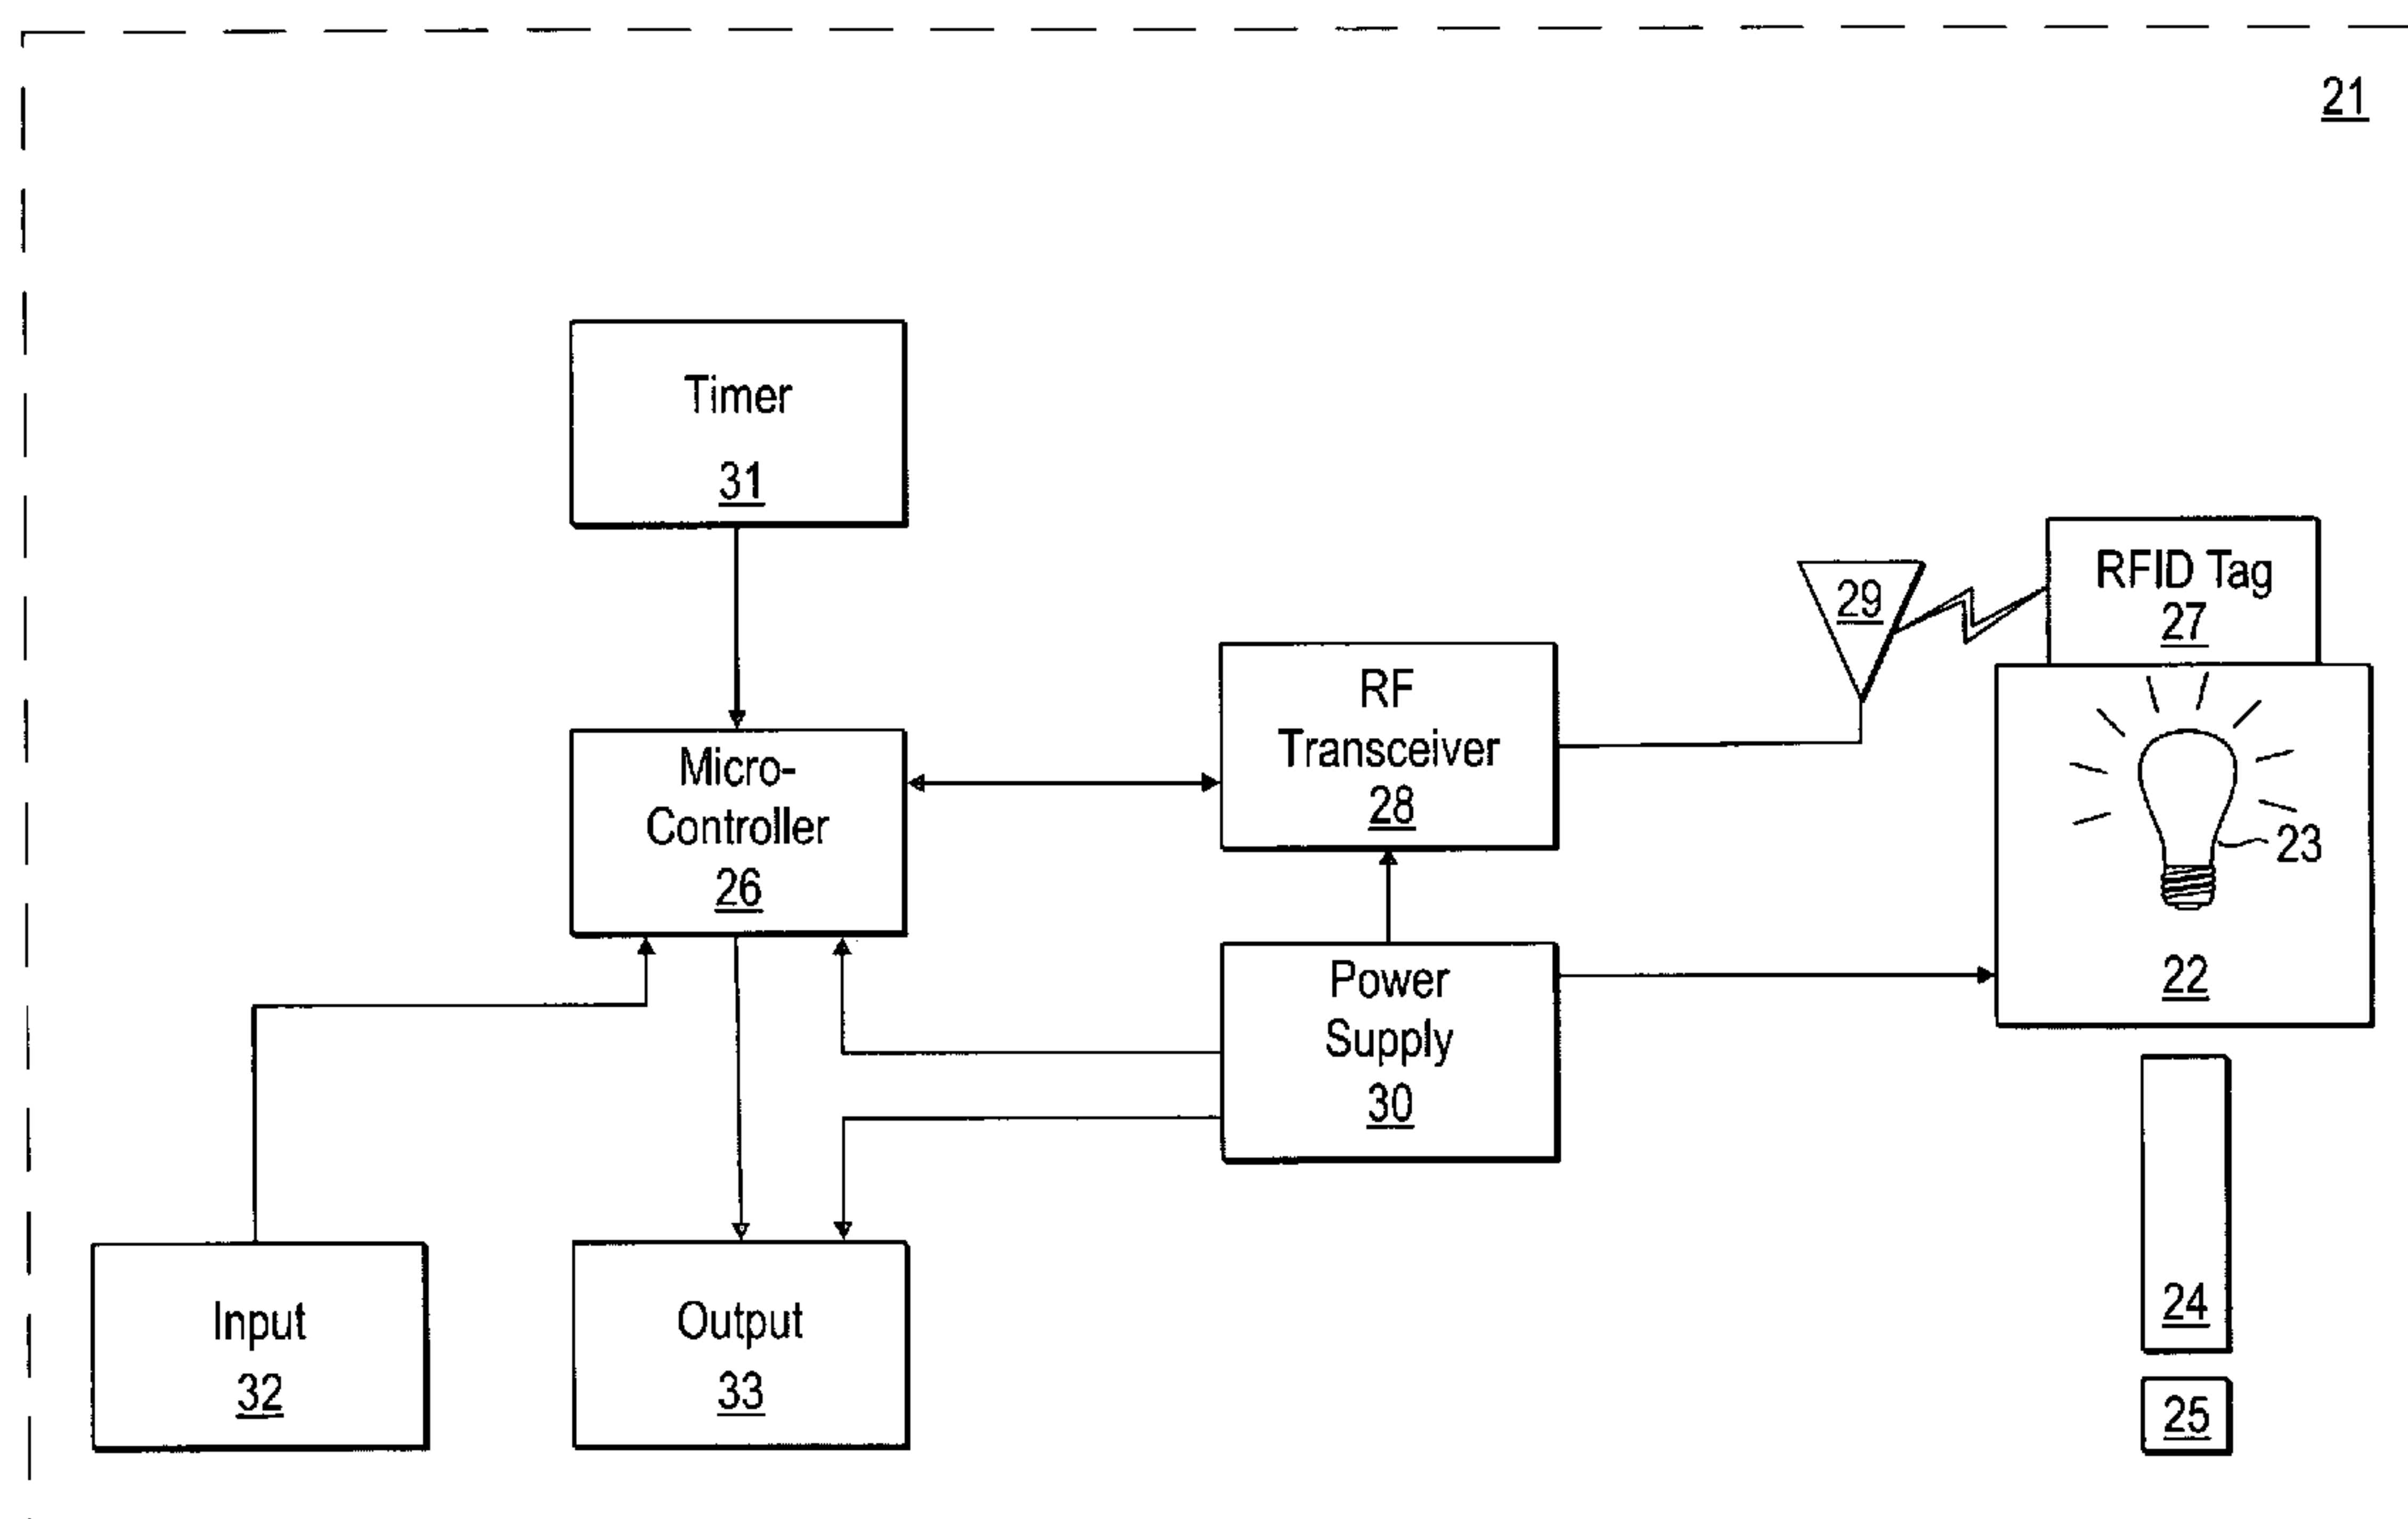 21
Timer
31
RFID Tag
27
29
RF
Transceiver
28
Micro-
Controller
26
23
22
Power
Supply
30
24
25
Input
32
Output
33